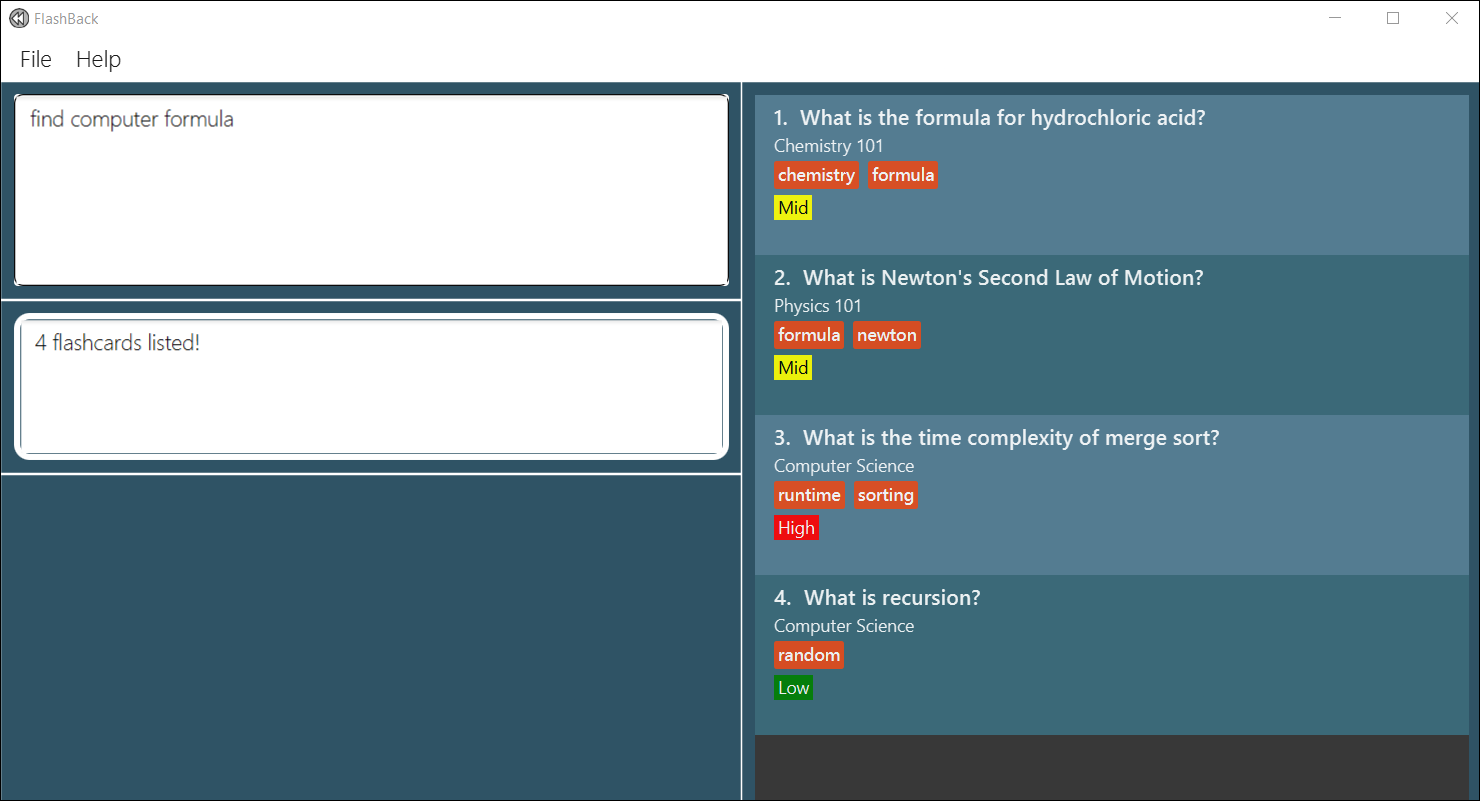 FlashBack
File Help
find computer formula
4 flashcards listed!
1. What is the formula for hydrochloric acid?
Chemistry 101
chemistry formula
Mid
2. What is Newton's Second Law of Motion?
Physics 101
formula newton
Mid
3. What is the time complexity of merge sort?
Computer Science
runtime sorting
High
4. What is recursion?
Computer Science
random
Low